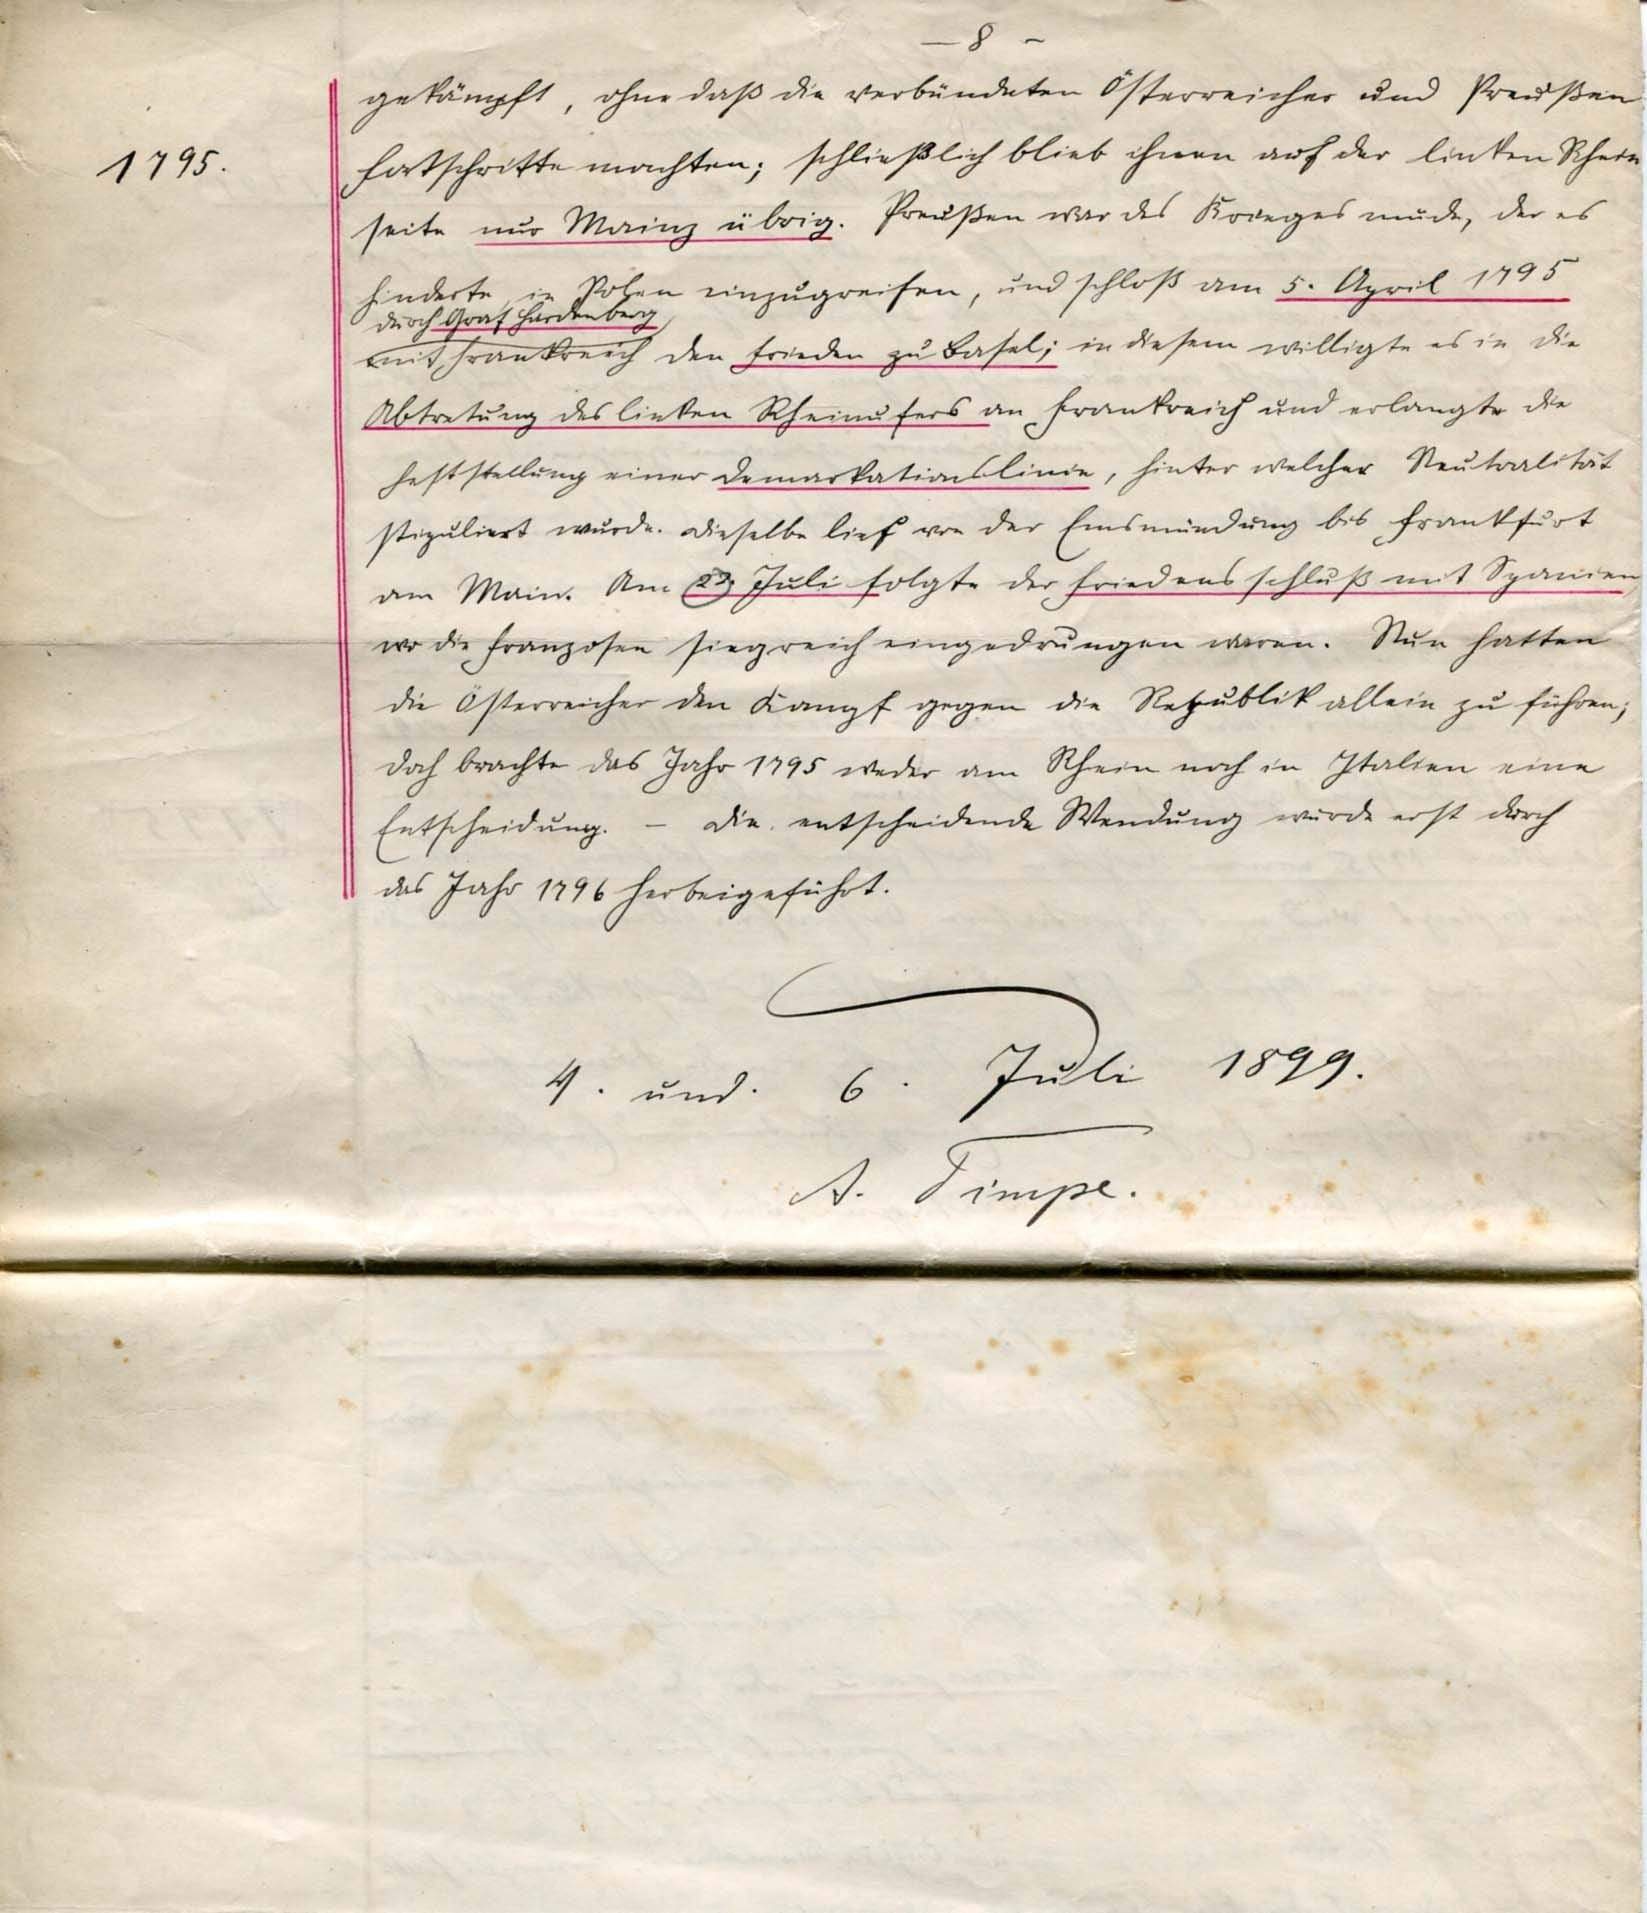 — 8 –
gekämpft, ohne daß die verbündeten Österreicher und Preußen
1795.
Fortschritte machten; schließlich blieb ihnen auf der linken Rhein
seite nur Mainz übrig. Preußen war des Krieges müde, der es
hinderte, in Polen einzugreifen, und schloß am 5. April 1795
durch Graf Hardenberg
mit Frankreich den Frieden zu Basel; in diesem willigte es in die
Abtretung des linken Rheinufers an Frankreich und erlangte die
Feststellung einer Demarkationslinie, hinter welcher Neutralität
stipuliert wurde. Dieselbe lief von der Emsmündung bis Frankfurt
am Main. Am 22. Juli folgte der Friedensschluß mit Spanien,
wo die Franzosen siegreich eingedrungen waren. Nun hatten
die Österreicher den Kampf gegen die Republik allein zu führen;
doch brachte das Jahr 1795 weder am Rhein noch in Italien eine
Entscheidung. – Die entscheidende Wendung wurde erst durch
das Jahr 1796 herbeigeführt.
4. und 6. Juli 1899.
A. Timpe.